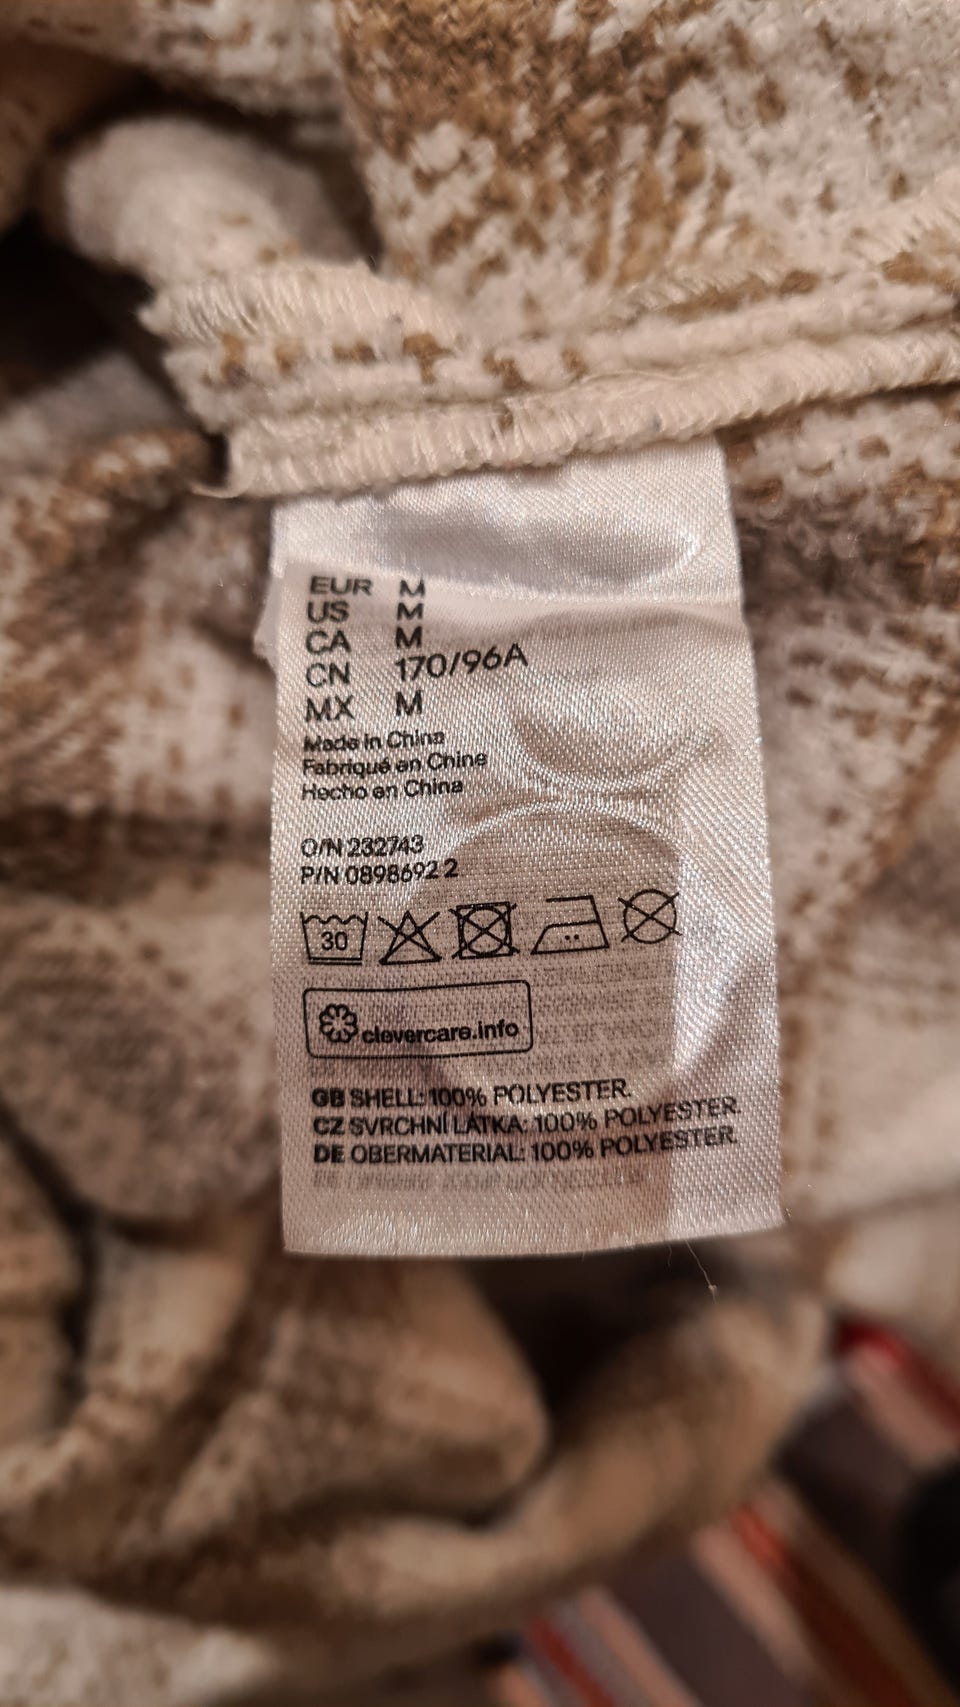 EUR M
US M
CA M
CN 170/96A
MX M
Made in China
Fabriqué en Chine
Hecho en China
O/N 232743
P/N 0898692 2
30
clevercare.info
GB SHELL: 100% POLYESTER.
CZ SVRCHNÍ LÁTKA: 100% POLYESTER.
DE OBERMATERIAL: 100% POLYESTER.